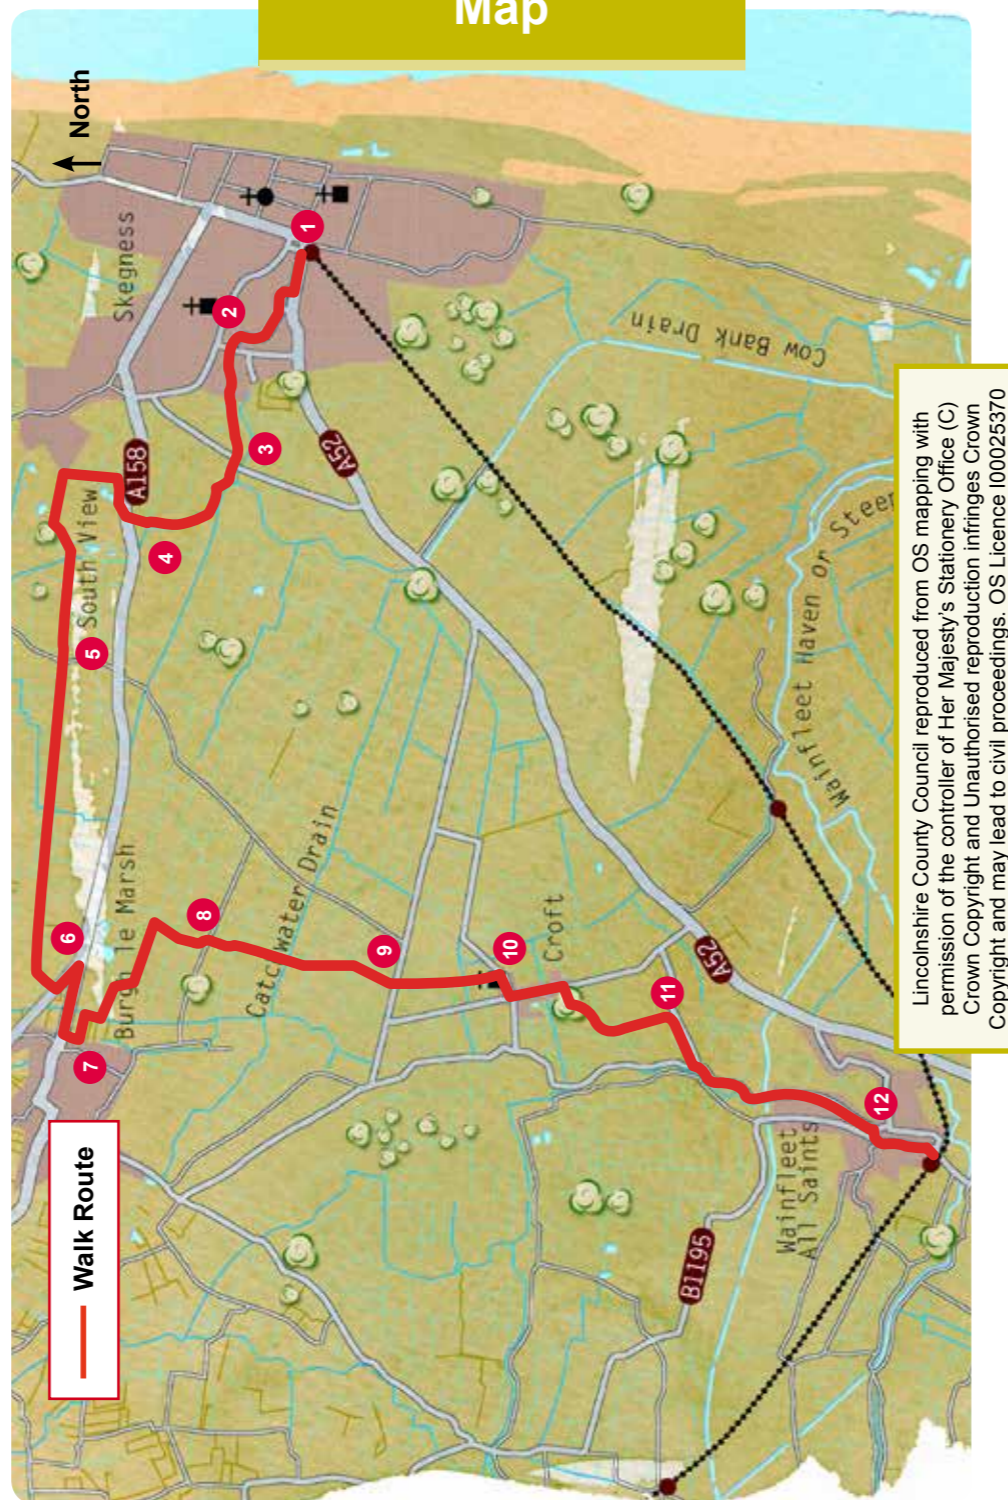 Map
North
Skegness
1
2
3
A52
A158
4
South View
5
Cow Bank Drain
Wainfleet Haven or Steep
6
Burgh le Marsh
7
8
Catchwater Drain
9
10
Croft
11
A52
12
Wainfleet
All Saints
B1195
Walk Route
Lincolnshire County Council reproduced from OS mapping with
permission of the controller of Her Majesty's Stationery Office (C)
Crown Copyright and Unauthorised reproduction infringes Crown
Copyright and may lead to civil proceedings. OS Licence I00025370